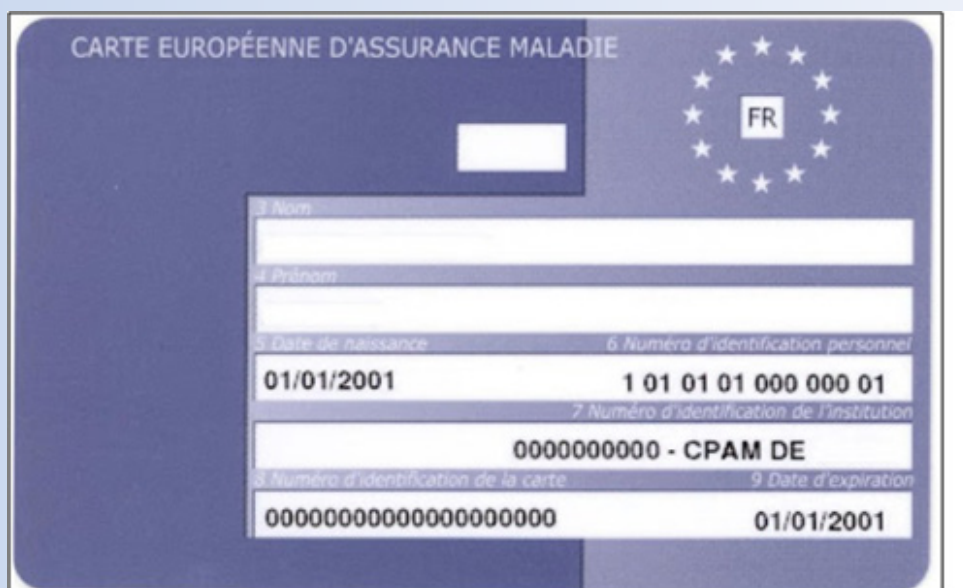 CARTE EUROPÉENNE D'ASSURANCE MALADIE
FR
3 Nom
4 Prénom
5 Date de naissance 6 Numéro d'identification personnel
01/01/2001 1 01 01 01 000 000 01
7 Numéro d'identification de l'institution
0000000000 - CPAM DE
8 Numéro d'identification de la carte 9 Date d'expiration
00000000000000000000 01/01/2001